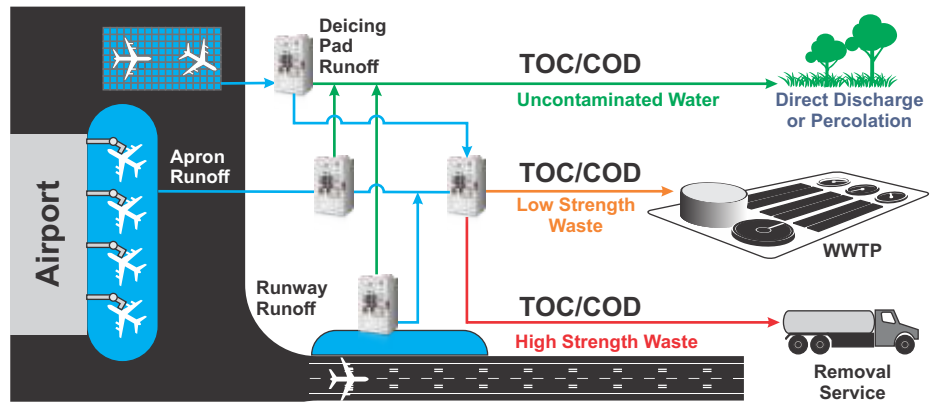 Deicing
Pad
Runoff
TOC/COD
Uncontaminated Water
Direct Discharge
or Percolation
Airport
Apron
Runoff
TOC/COD
Low Strength
Waste
WWTP
Runway
Runoff
TOC/COD
High Strength Waste
Removal
Service